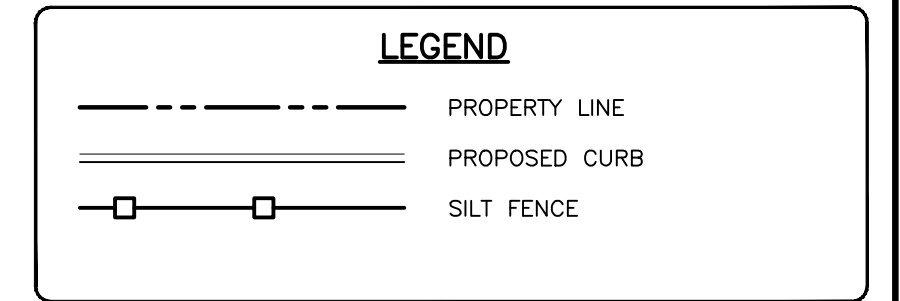 LEGEND
PROPERTY LINE
PROPOSED CURB
SILT FENCE